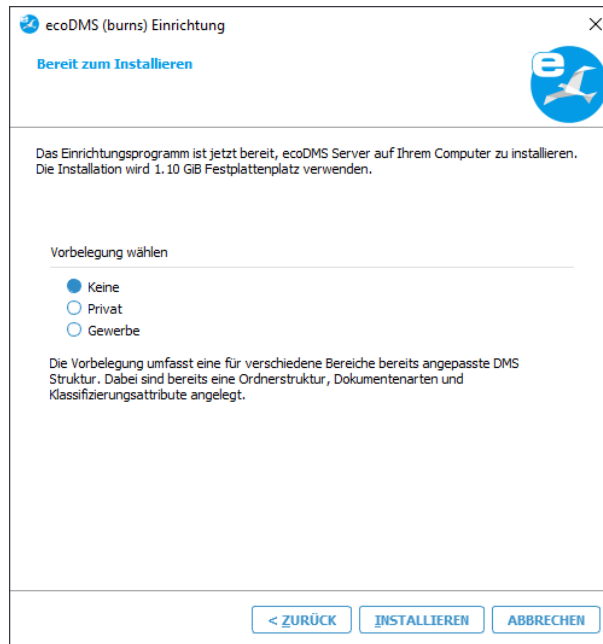 ecoDMS (burns) Einrichtung
Bereit zum Installieren
e
Das Einrichtungsprogramm ist jetzt bereit, ecoDMS Server auf Ihrem Computer zu installieren.
Die Installation wird 1.10 GiB Festplattenplatz verwenden.
Vorbelegung wählen
Keine
Privat
Gewerbe
Die Vorbelegung umfasst eine für verschiedene Bereiche bereits angepasste DMS
Struktur. Dabei sind bereits eine Ordnerstruktur, Dokumentenarten und
Klassifizierungsattribute angelegt.
< ZURÜCK INSTALLIEREN ABBRECHEN